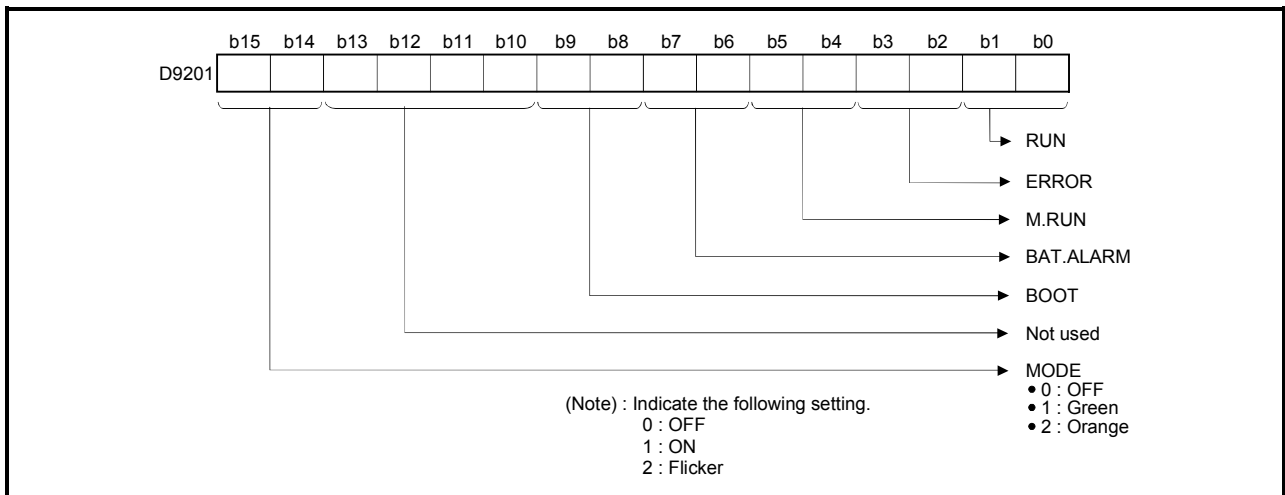 b15 b14 b13 b12 b11 b10 b9 b8 b7 b6 b5 b4 b3 b2 b1 b0
D9201
RUN
ERROR
M.RUN
BAT.ALARM
BOOT
Not used
MODE
• 0 : OFF
• 1 : Green
• 2 : Orange
(Note) : Indicate the following setting.
0 : OFF
1 : ON
2 : Flicker